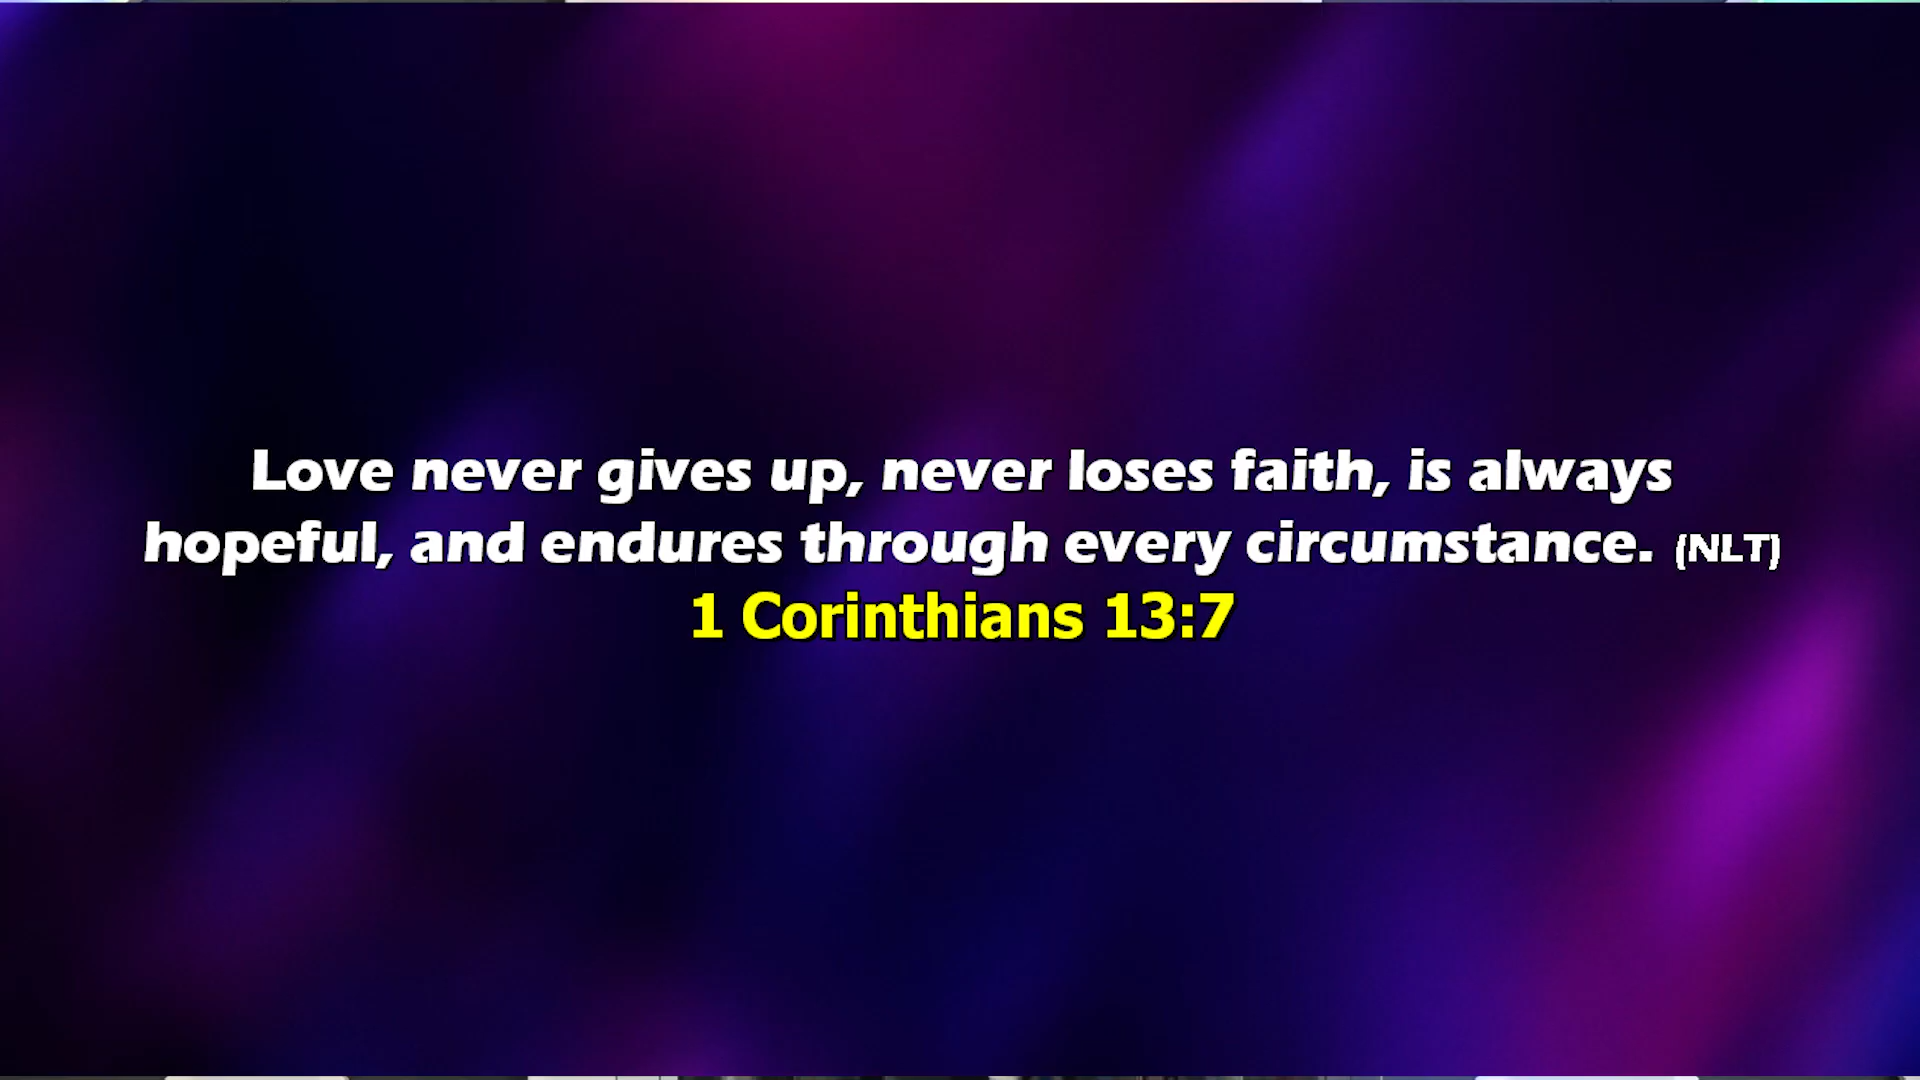 Love never gives up, never loses faith, is always
hopeful, and endures through every circumstance. (NLT)
1 Corinthians 13:7